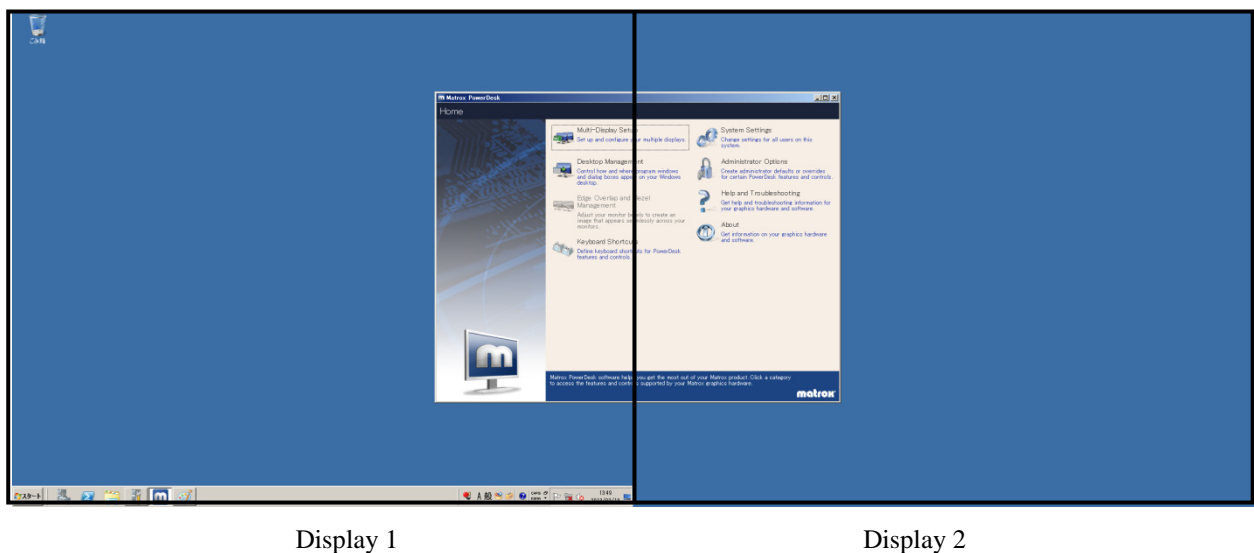 ごみ箱
Matrox PowerDesk
Home
Multi-Display Setup
Set up and configure your multiple displays.
Desktop Management
Control how and where program windows
and dialog boxes appear on your Windows
desktop.
Edge Overlap and Bezel
Management
Adjust your monitor bezels to create an
image that appears seamlessly across your
monitors.
Keyboard Shortcuts
Define keyboard shortcuts for PowerDesk
features and controls.
System Settings
Change settings for all users on this
system.
Administrator Options
Create administrator defaults or overrides
for certain PowerDesk features and controls.
Help and Troubleshooting
Get help and troubleshooting information for
your graphics hardware and software.
About
Get information on your graphics hardware
and software.
m
Matrox PowerDesk software helps you get the most out of your Matrox product. Click a category
to access the features and controls supported by your Matrox graphics hardware.
matrox
スタート
m
A 般
CAPS
KANA
Display 1
Display 2